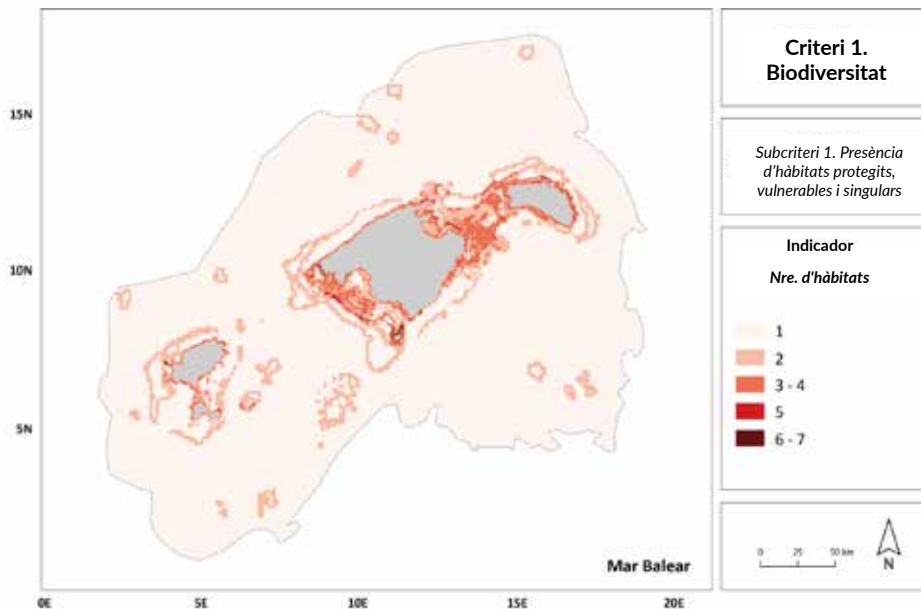 Criteri 1.
Biodiversitat
Subcriteri 1. Presència
d'hàbitats protegits,
vulnerables i singulars
Indicador
Nre. d'hàbitats
1
2
3 - 4
5
6 - 7
0 25 50 km
N
15N
10N
5N
Mar Balear
0E 5E 10E 15E 20E